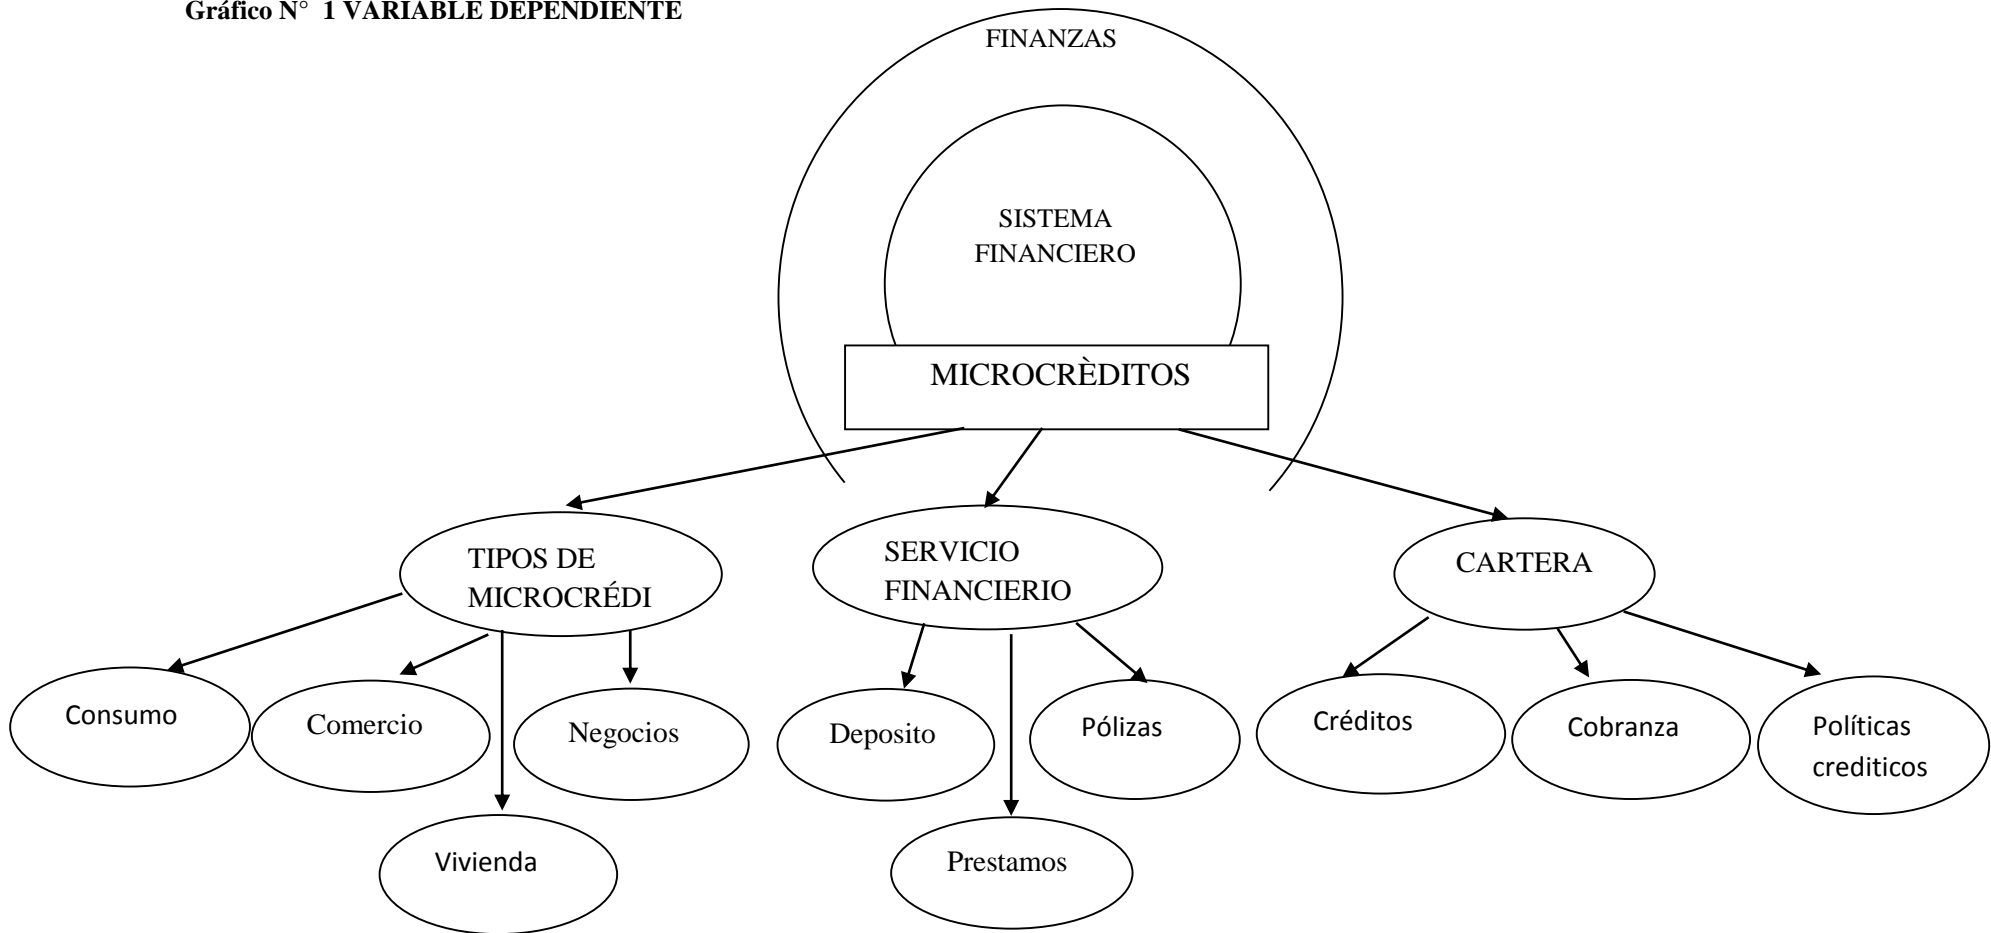 Gráfico N° 1 VARIABLE DEPENDIENTE
FINANZAS
SISTEMA
FINANCIERO
MICROCRÈDITOS
TIPOS DE
MICROCRÉDI
SERVICIO
FINANCIERIO
CARTERA
Consumo
Comercio
Negocios
Deposito
Pólizas
Créditos
Cobranza
Políticas
crediticos
Vivienda
Prestamos